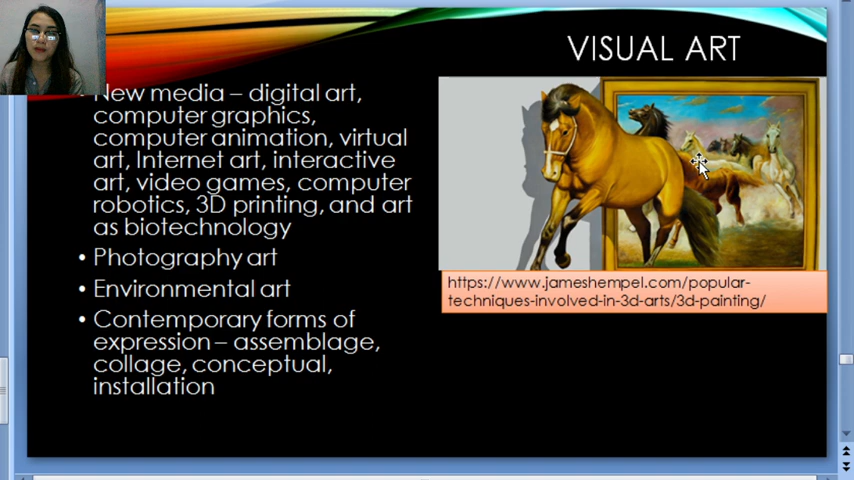 VISUAL ART
• New media – digital art,
computer graphics,
computer animation, virtual
art, Internet art, interactive
art, video games, computer
robotics, 3D printing, and art
as biotechnology
• Photography art
• Environmental art
• Contemporary forms of
expression – assemblage,
collage, conceptual,
installation
https://www.jameshempel.com/popular-
techniques-involved-in-3d-arts/3d-painting/